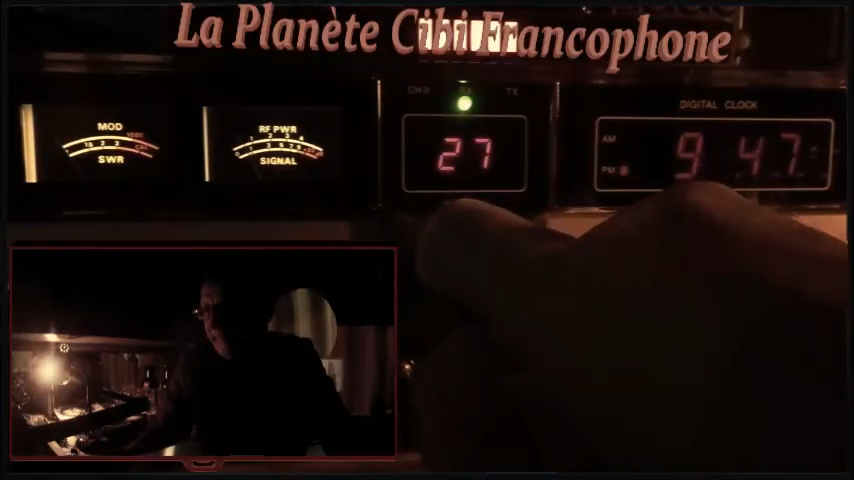 La Planète Cibi Francophone
DIGITAL CLOCK
MOD
SWR
RF PWR
SIGNAL
27
AM
PM
9 47